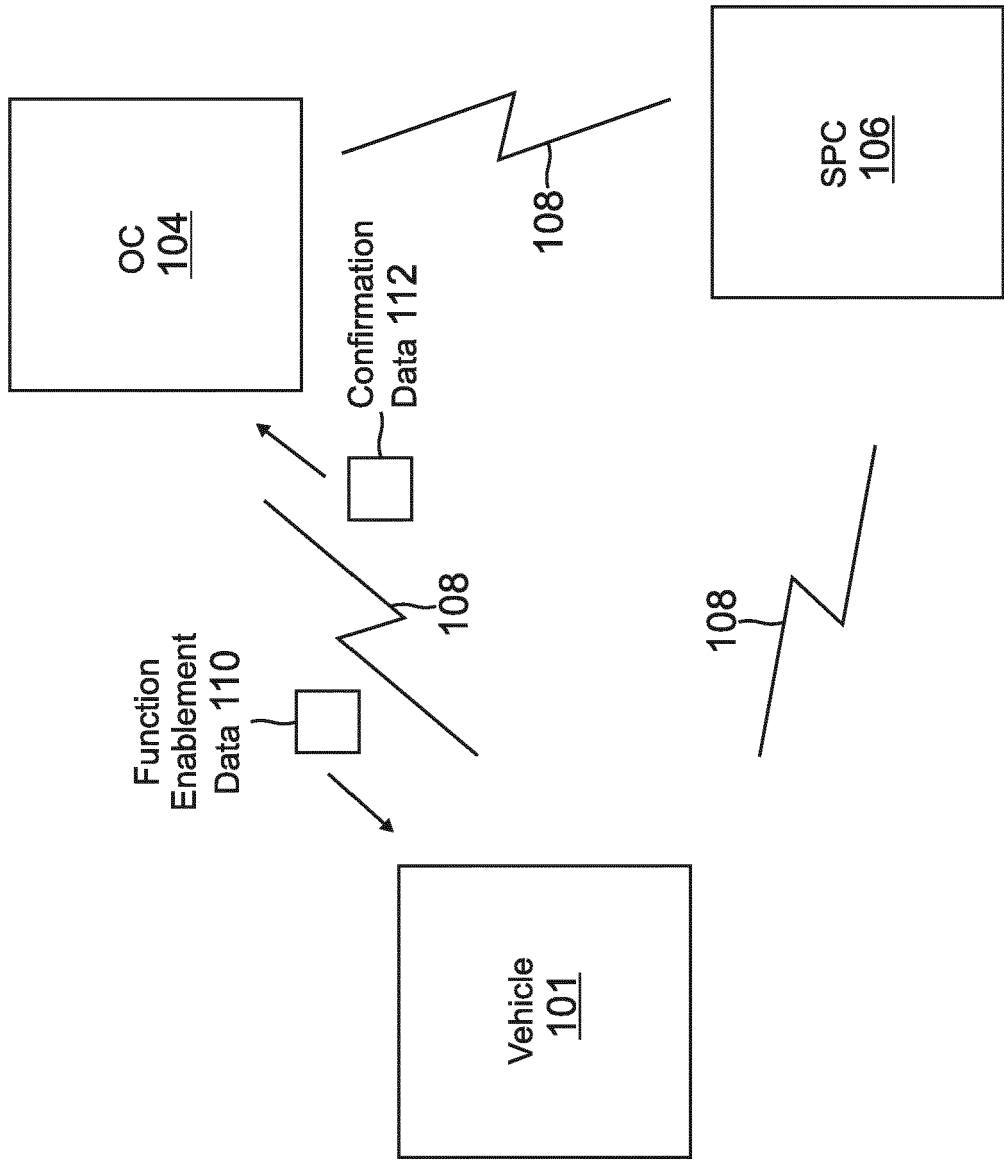 Function
Enablement
Data 110
OC
104
Confirmation
Data 112
108
Vehicle
101
108
108
SPC
106